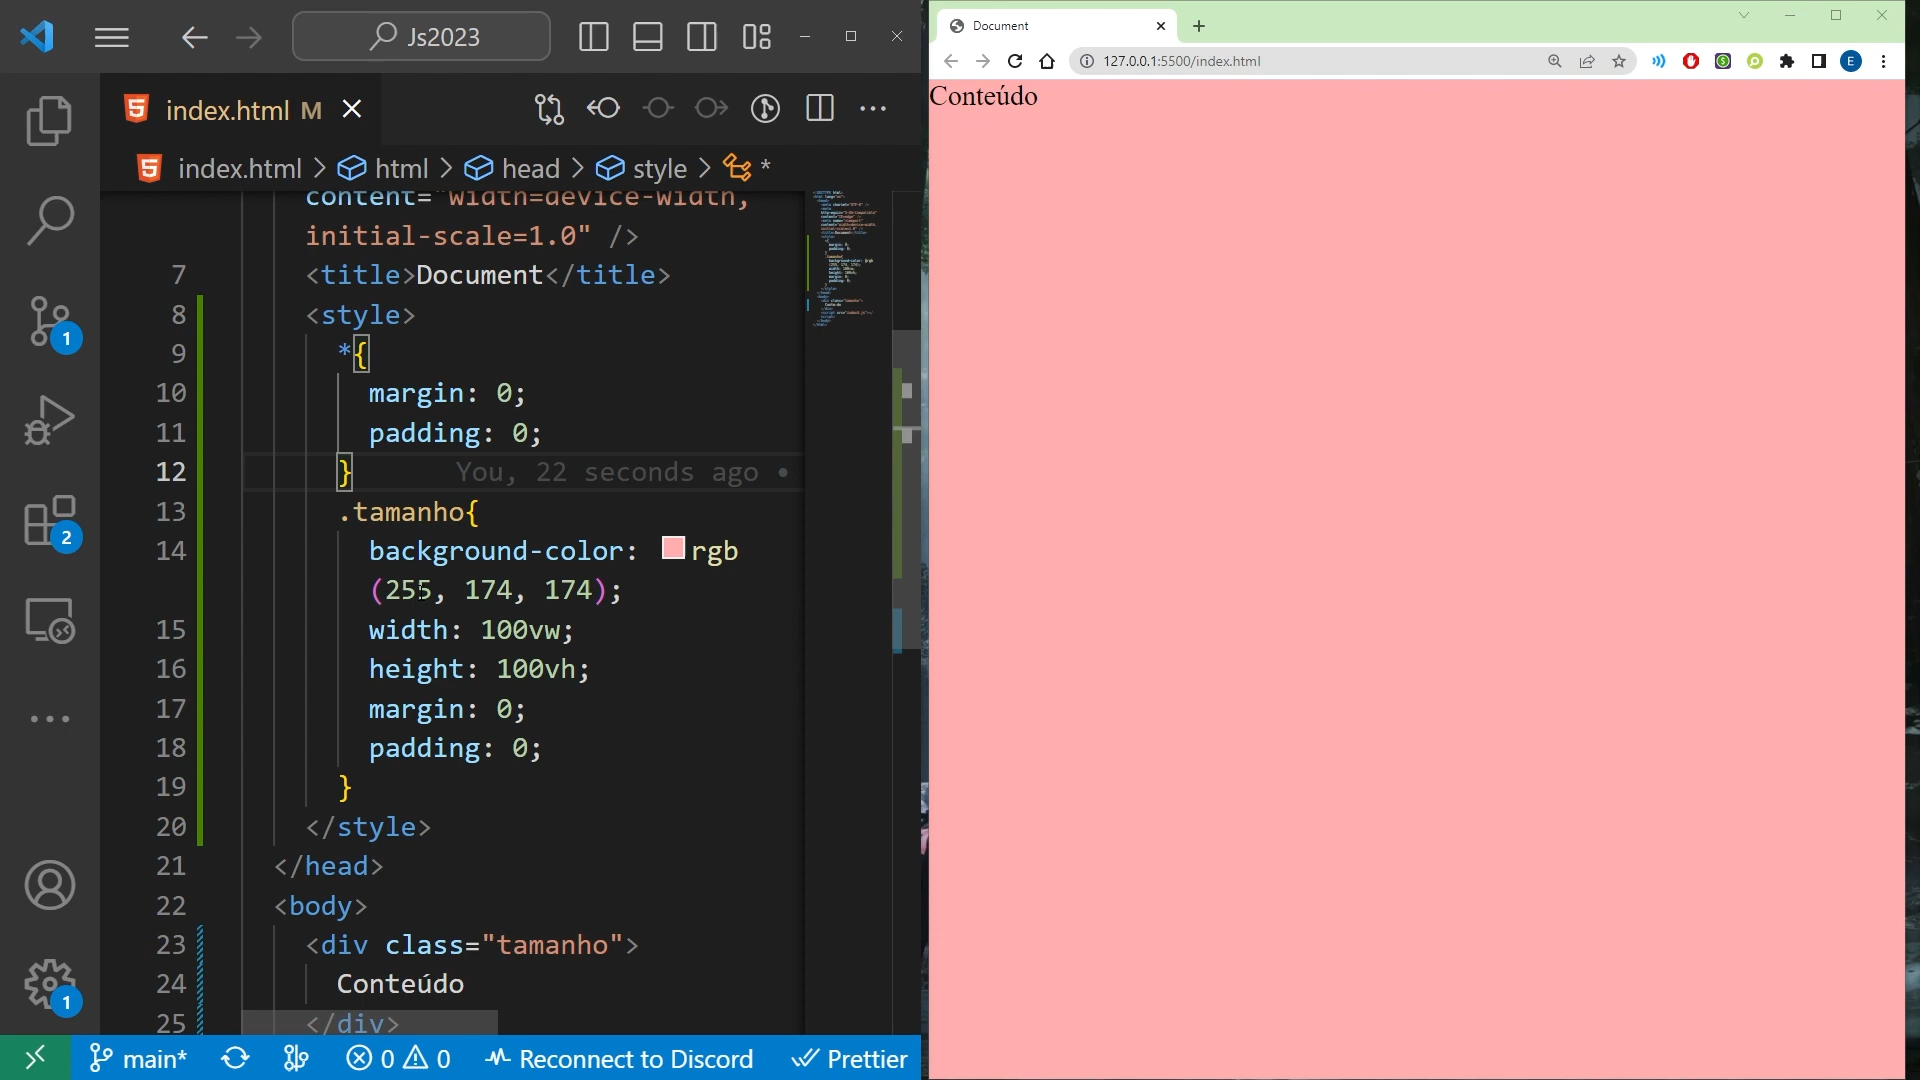 Js2023
index.html M
index.html > html > head > style > *
content="width=device-width,
initial-scale=1.0" />
7 <title>Document</title>
8 <style>
9 *{
10 margin: 0;
11 padding: 0;
12 } You, 22 seconds ago •
13 .tamanho{
14 background-color: rgb
(255, 174, 174);
15 width: 100vw;
16 height: 100vh;
17 margin: 0;
18 padding: 0;
19 }
20 </style>
21 </head>
22 <body>
23 <div class="tamanho">
24 Conteúdo
25 </div>
1
2
1
main* 0 0 Reconnect to Discord Prettier
Document
127.0.0.1:5500/index.html
E
Conteúdo